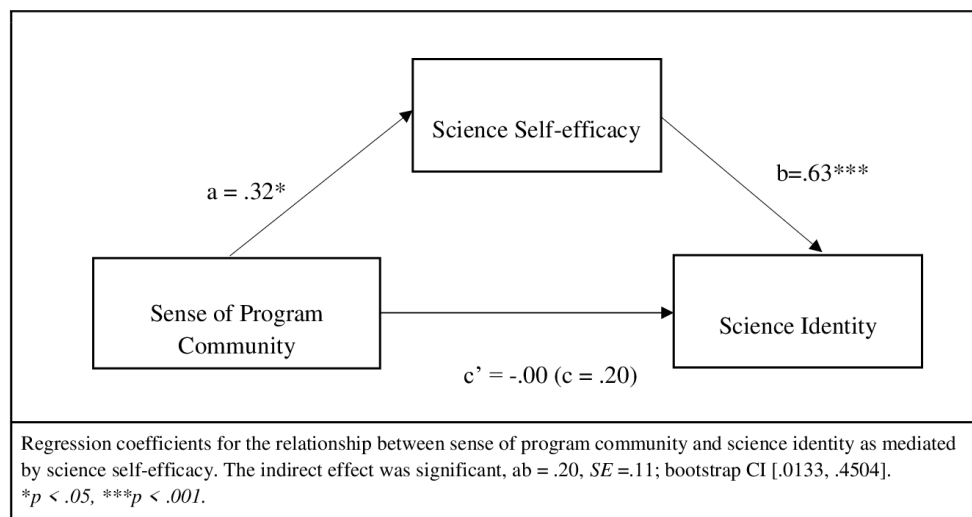 Science Self-efficacy
a = .32*
b=.63***
Sense of Program
Community
Science Identity
c’ = -.00 (c = .20)
Regression coefficients for the relationship between sense of program community and science identity as mediated
by science self-efficacy. The indirect effect was significant, ab = .20, SE =.11; bootstrap CI [.0133, .4504].
*p < .05, ***p < .001.